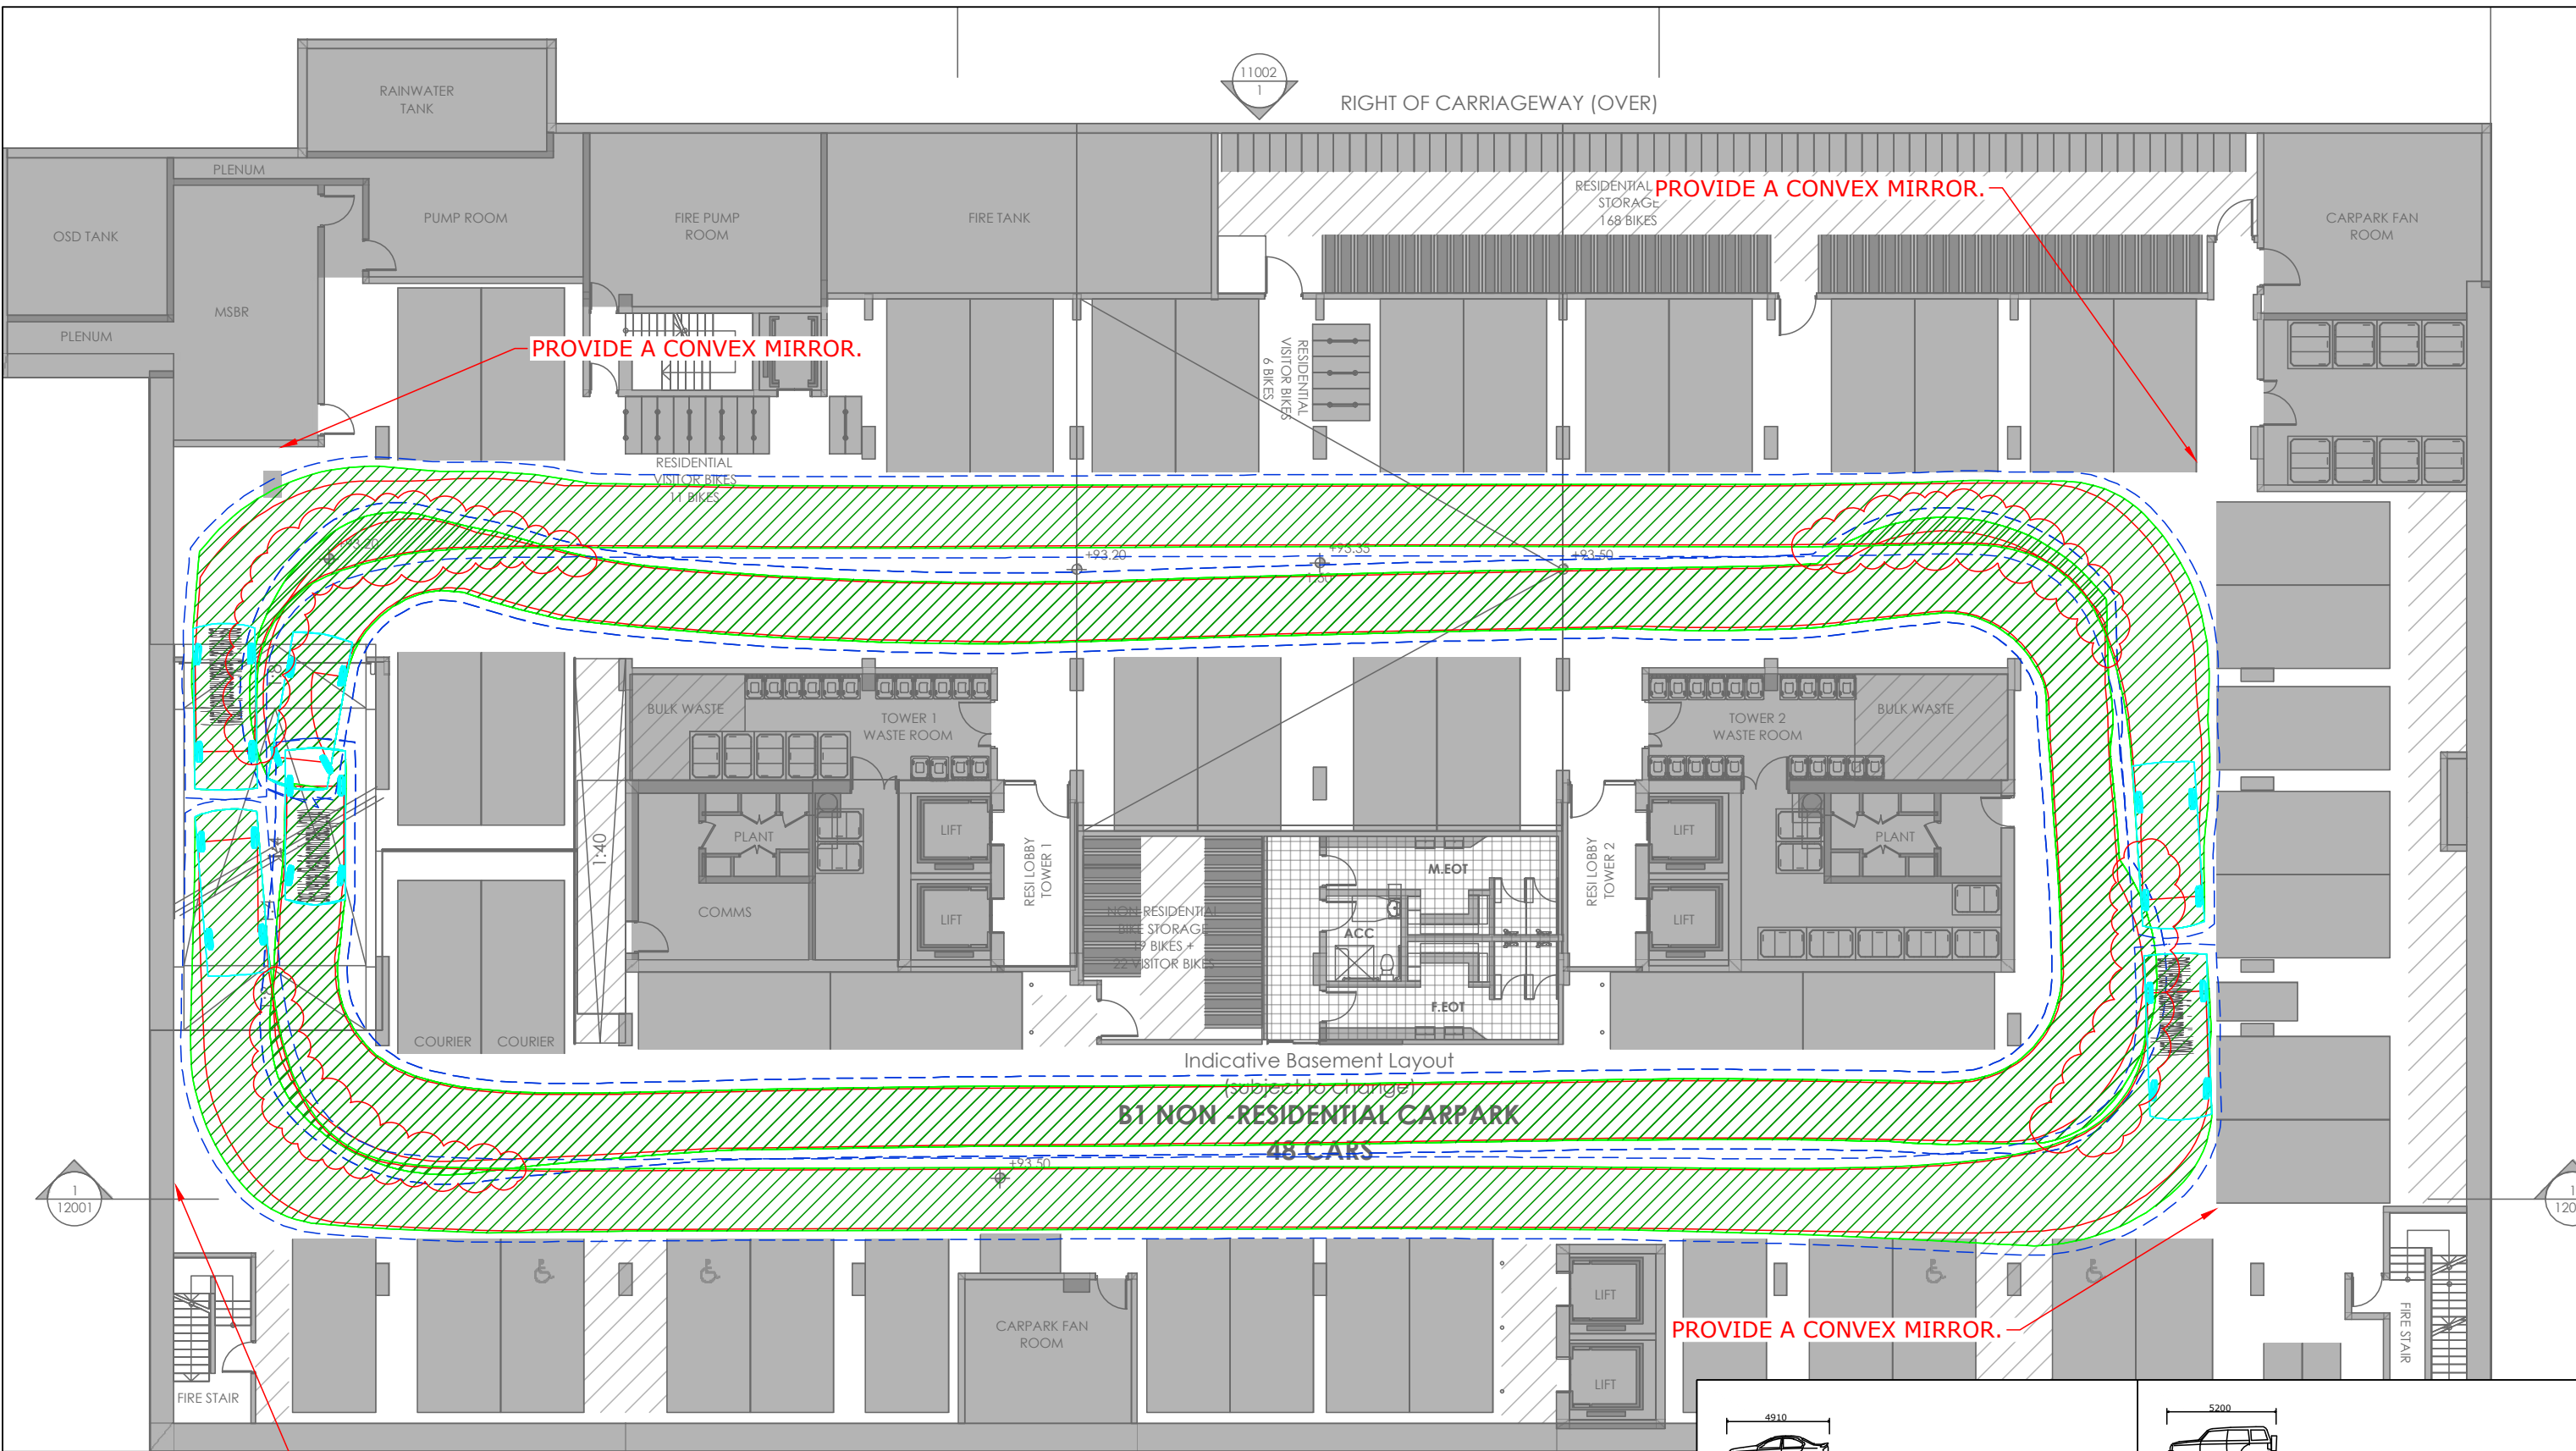 11002
1
RIGHT OF CARRIAGEWAY (OVER)
RAINWATER
TANK
PLENUM
OSD TANK
PUMP ROOM
FIRE PUMP
ROOM
FIRE TANK
RESIDENTIAL
STORAGE
168 BIKES
PROVIDE A CONVEX MIRROR.
CARPARK FAN
ROOM
MSBR
PLENUM
PROVIDE A CONVEX MIRROR.
RESIDENTIAL
VISITOR BIKES
6 BIKES
RESIDENTIAL
VISITOR BIKES
11 BIKES
+93.20
+93.20
+93.35
+93.50
BULK WASTE
TOWER 1
WASTE ROOM
TOWER 2
WASTE ROOM
BULK WASTE
1:40
PLANT
LIFT
RESI LOBBY
TOWER 1
M.EOT
RESI LOBBY
TOWER 2
LIFT
PLANT
COMMS
LIFT
NON-RESIDENTIAL
BIKE STORAGE
19 BIKES +
22 VISITOR BIKES
ACC
LIFT
F.EOT
COURIER
COURIER
Indicative Basement Layout
(subject to change)
B1 NON -RESIDENTIAL CARPARK
48 CARS
+93.50
1
12001
1
CARPARK FAN
ROOM
LIFT
PROVIDE A CONVEX MIRROR.
FIRE STAIR
FIRE STAIR
LIFT
4910
5200